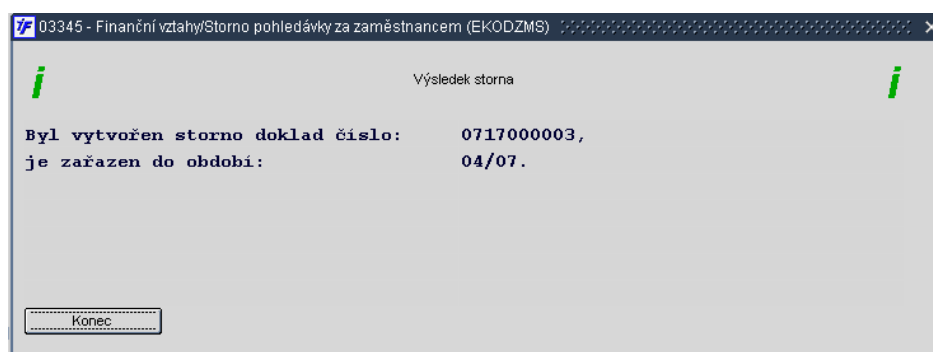 03345 - Finanční vztahy/Storno pohledávky za zaměstnancem (EKODZMS)
Výsledek storna
Byl vytvořen storno doklad číslo: 0717000003,
je zařazen do období: 04/07.
Konec